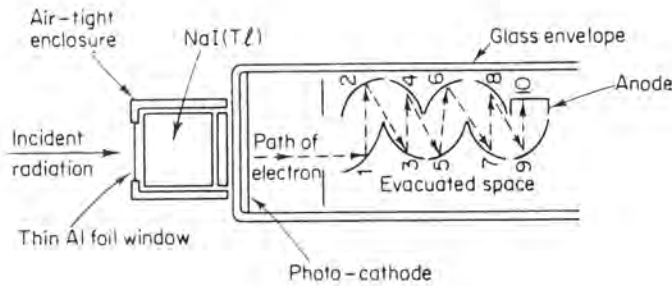 Air-tight
enclosure
NaI(Tℓ)
Glass envelope
2 4 6 8 10
Anode
Incident
radiation
Path of
electron
1 3 5 7 9
Evacuated space
Thin Al foil window
Photo-cathode